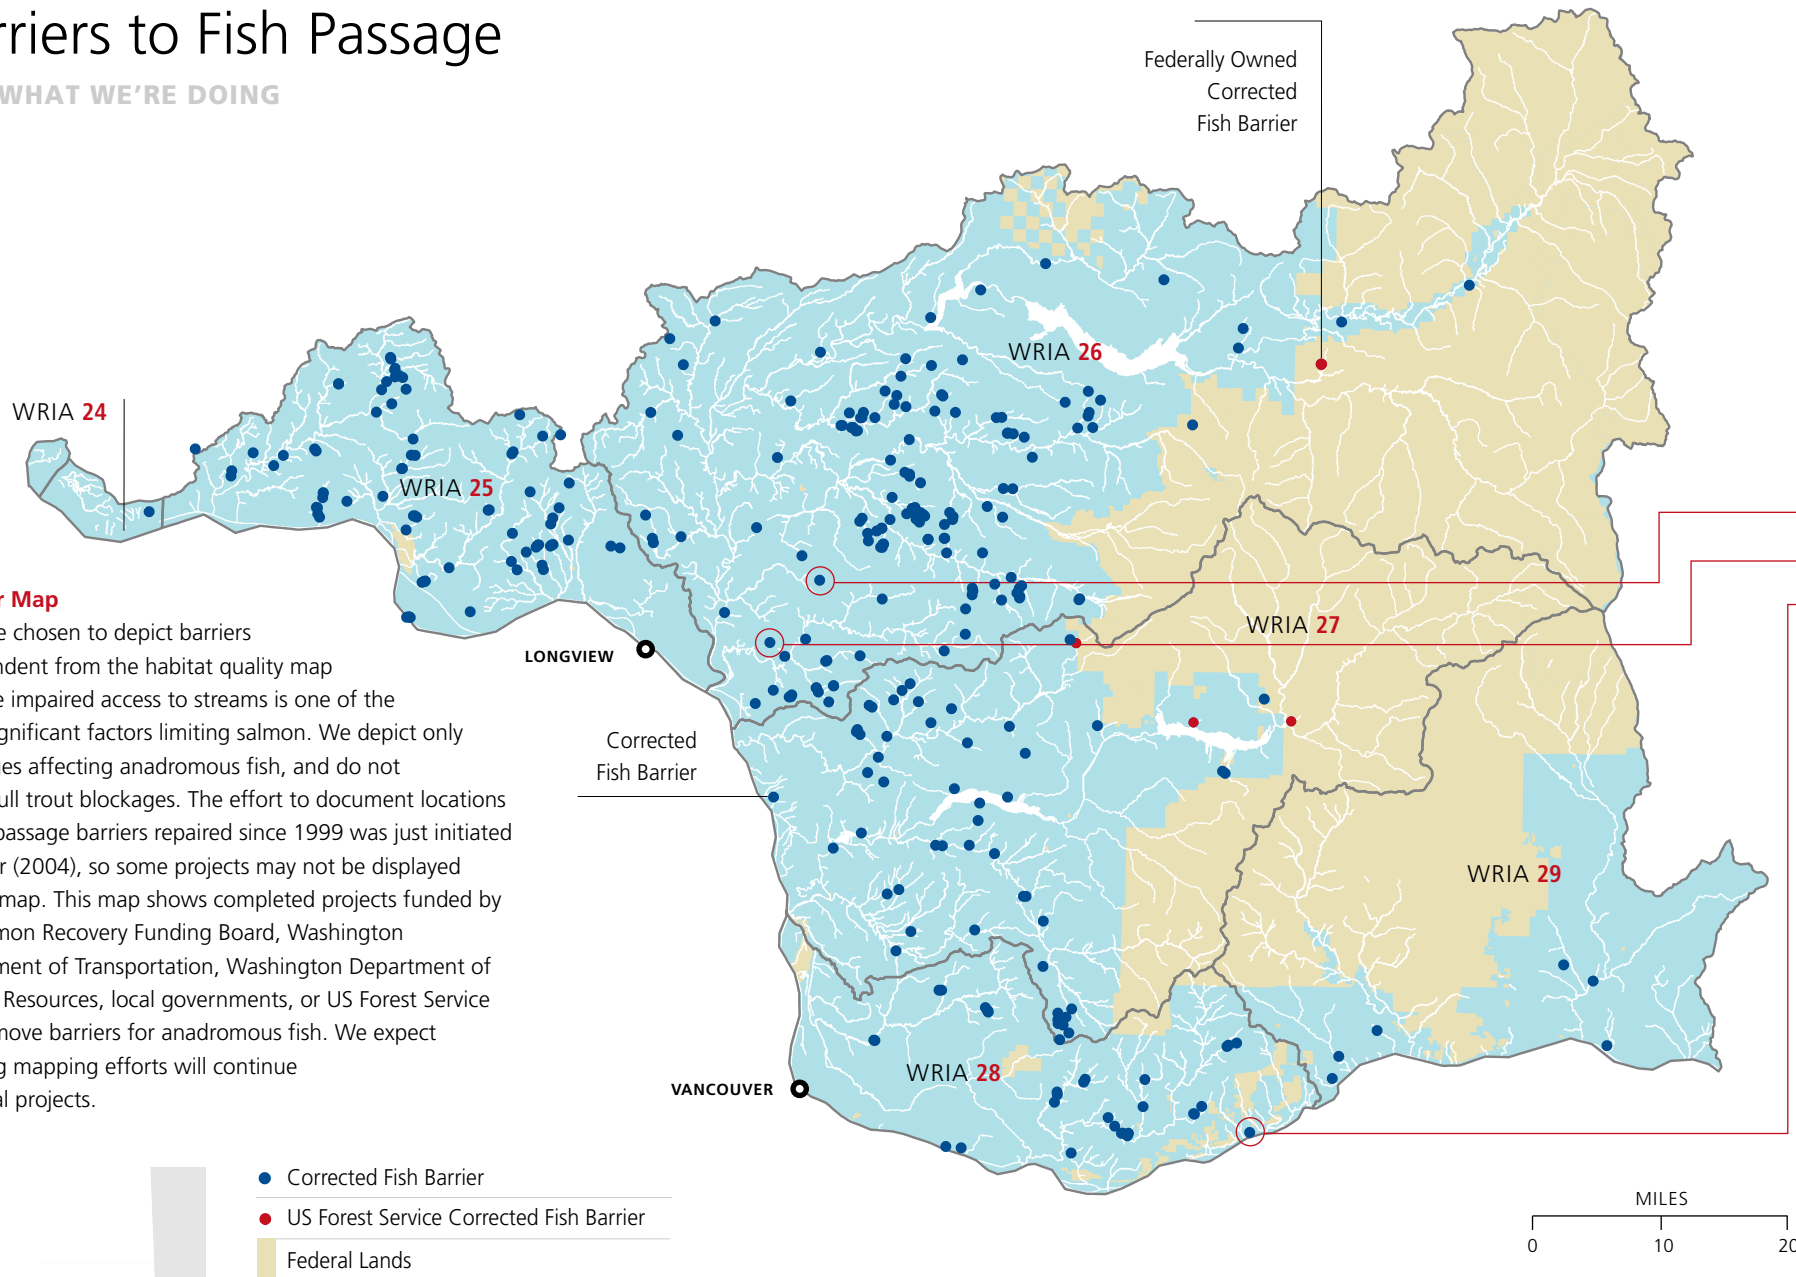 rriers to Fish Passage
WHAT WE'RE DOING
Federally Owned
Corrected
Fish Barrier
WRIA 26
WRIA 24
WRIA 25
r Map
e chosen to depict barriers
ndent from the habitat quality map
e impaired access to streams is one of the
gnificant factors limiting salmon. We depict only
ges affecting anadromous fish, and do not
ull trout blockages. The effort to document locations
passage barriers repaired since 1999 was just initiated
r (2004), so some projects may not be displayed
map. This map shows completed projects funded by
mon Recovery Funding Board, Washington
ment of Transportation, Washington Department of
Resources, local governments, or US Forest Service
move barriers for anadromous fish. We expect
g mapping efforts will continue
al projects.
WRIA 27
LONGVIEW
Corrected
Fish Barrier
WRIA 29
WRIA 28
VANCOUVER
Corrected Fish Barrier
US Forest Service Corrected Fish Barrier
Federal Lands
MILES
0 10 20